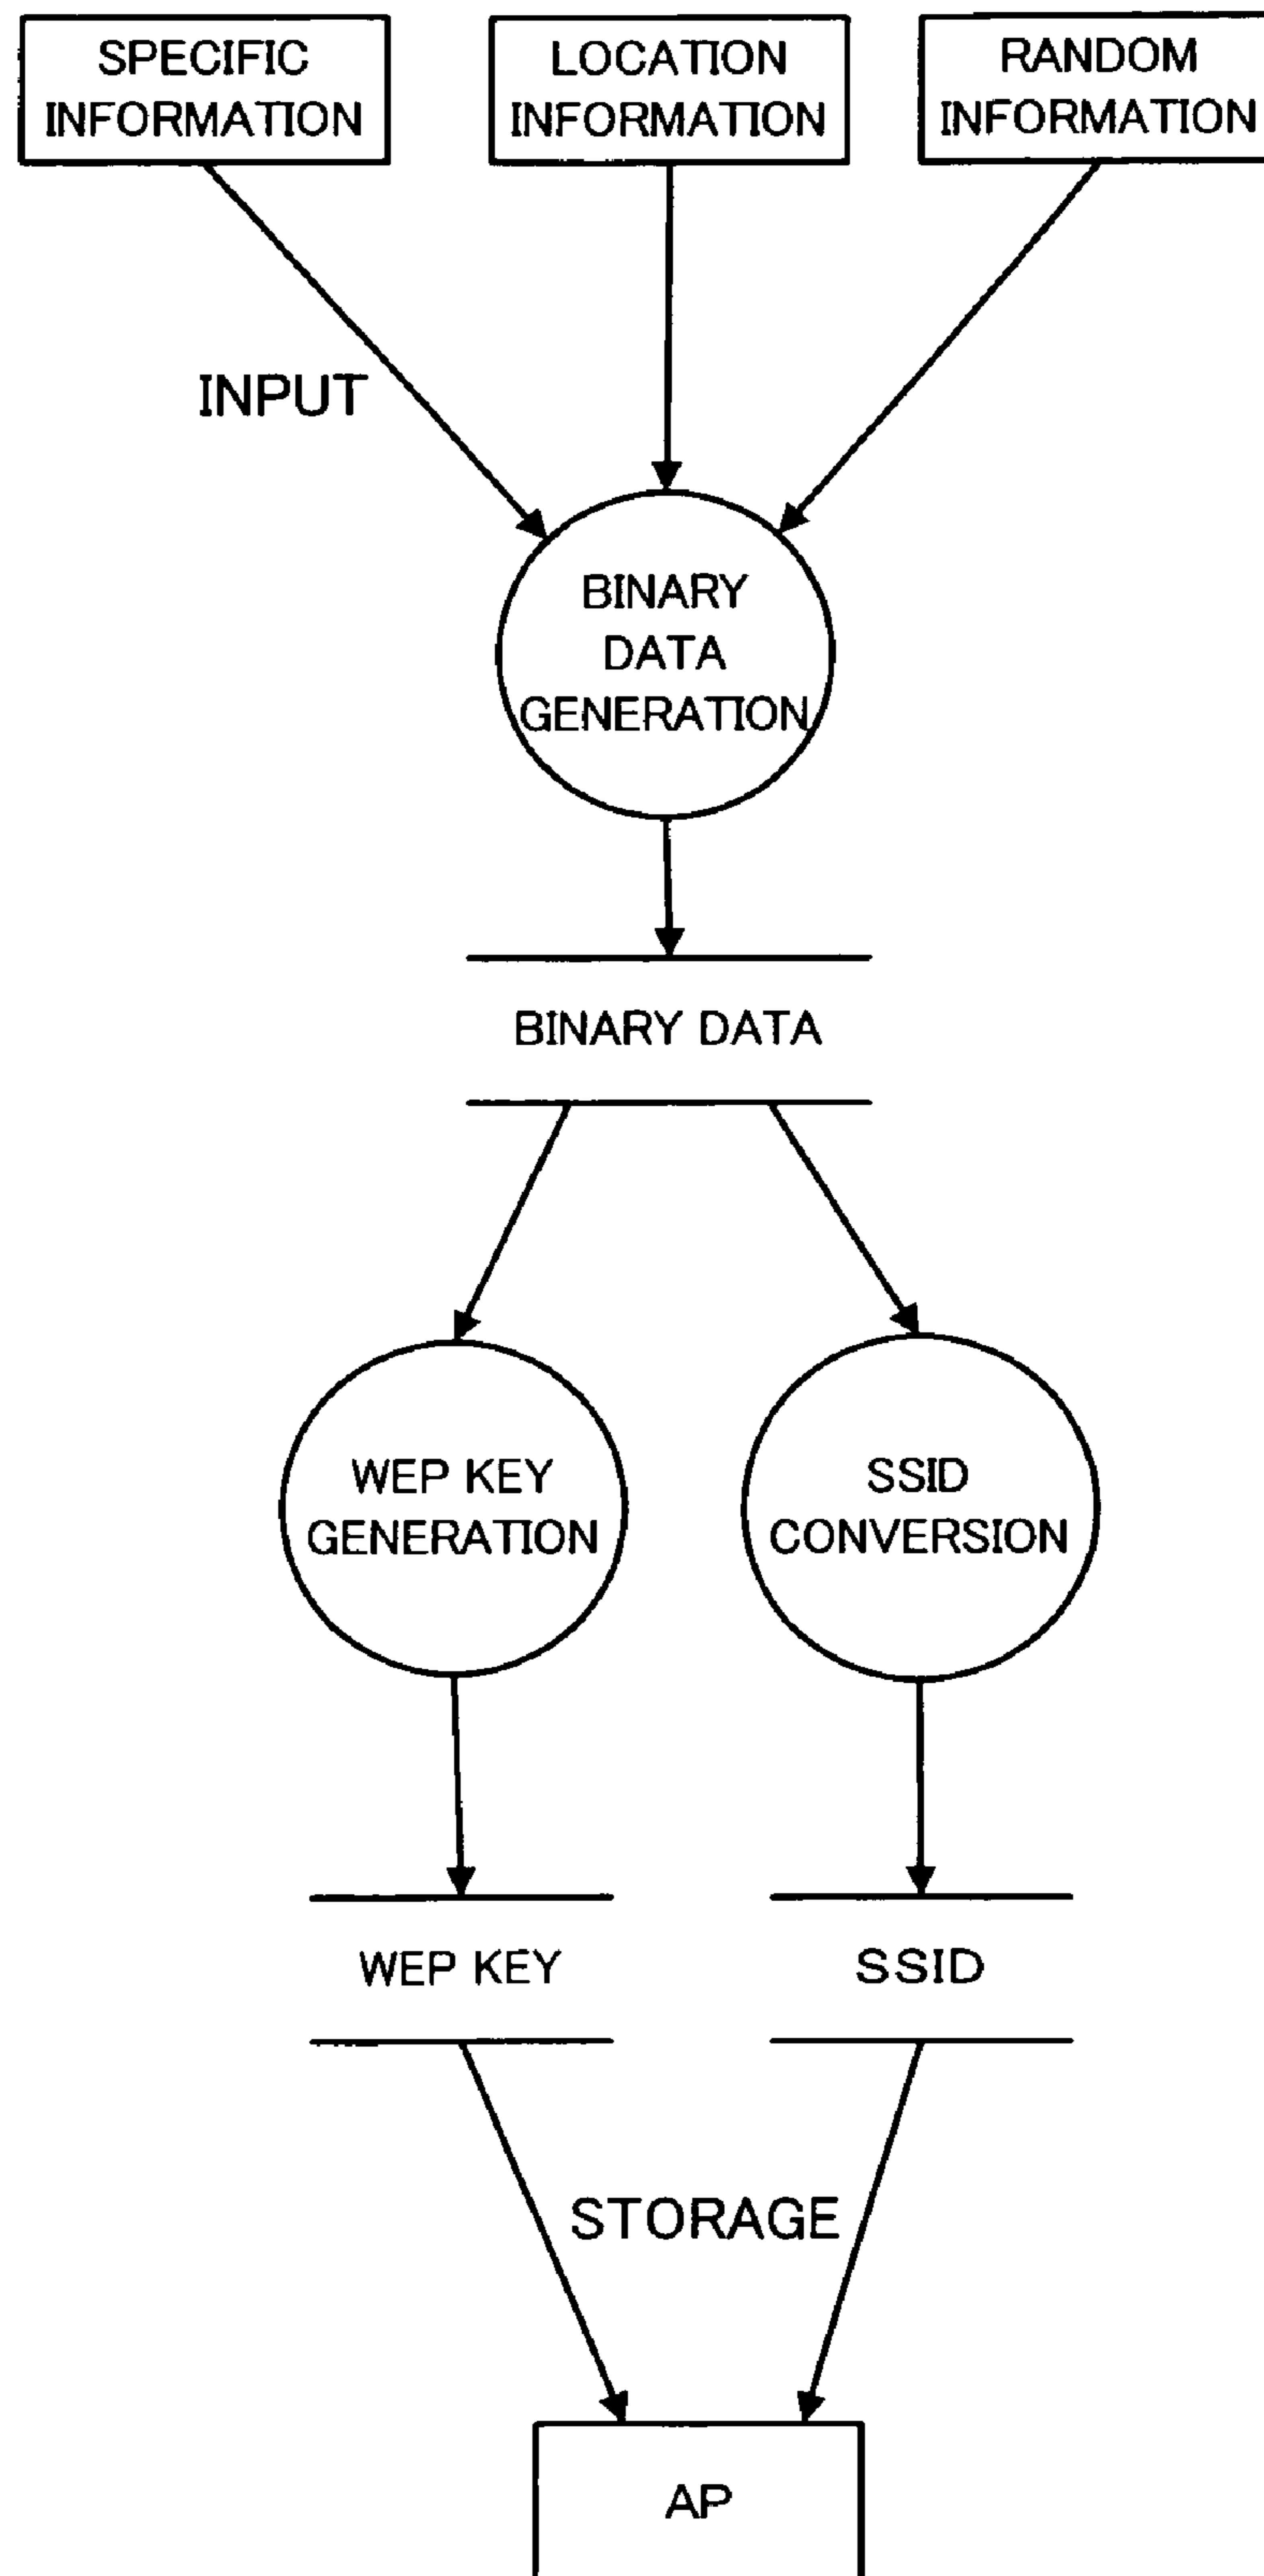 SPECIFIC
INFORMATION
LOCATION
INFORMATION
RANDOM
INFORMATION
INPUT
BINARY
DATA
GENERATION
BINARY DATA
WEP KEY
GENERATION
SSID
CONVERSION
WEP KEY
SSID
STORAGE
AP